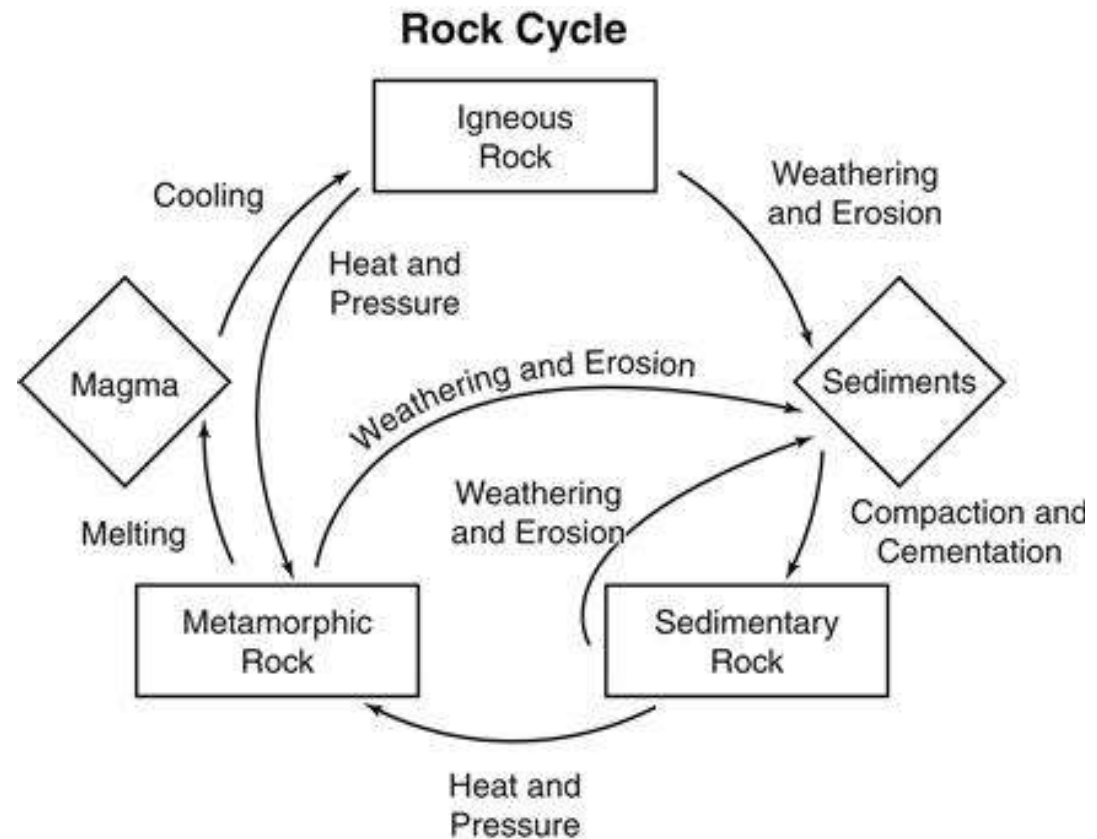 Rock Cycle
Igneous
Rock
Cooling
Weathering
and Erosion
Heat and
Pressure
Magma
Weathering and Erosion
Sediments
Weathering
and Erosion
Melting
Compaction and
Cementation
Metamorphic
Rock
Sedimentary
Rock
Heat and
Pressure